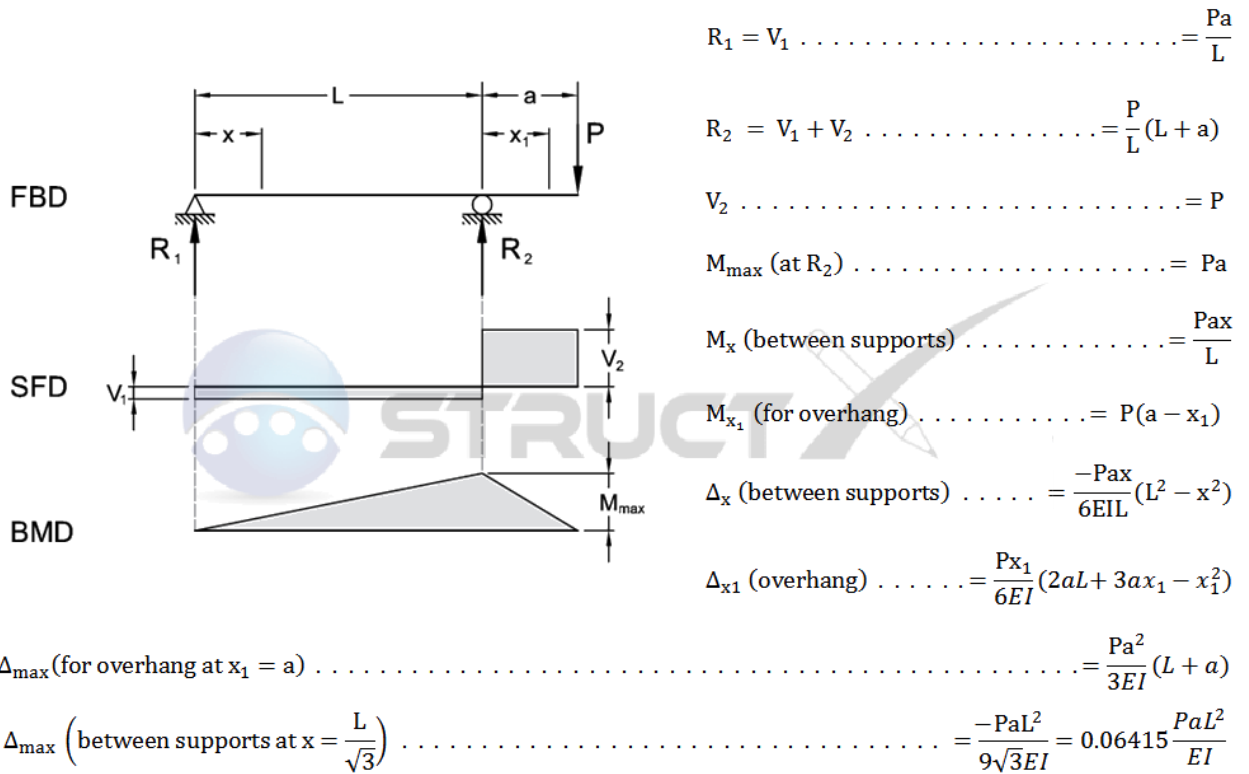 L
a
x
x₁
P
FBD
R₁
R₂
SFD
V₁
V₂
STRUCT X
BMD
Mmax
R₁ = V₁ . . . . . . . . . . . . . . . . . . . . . . . . = Pa/L
R₂ = V₁ + V₂ . . . . . . . . . . . . . . . = P/L (L + a)
V₂ . . . . . . . . . . . . . . . . . . . . . . . . . . . . = P
Mmax (at R₂) . . . . . . . . . . . . . . . . . . . . = Pa
Mx (between supports) . . . . . . . . . . . . . = Pax/L
Mx₁ (for overhang) . . . . . . . . . . . = P(a − x₁)
Δx (between supports) . . . . . = −Pax/6EIL (L² − x²)
Δx1 (overhang) . . . . . . = Px₁/6EI (2aL + 3ax₁ − x₁²)
Δmax (for overhang at x₁ = a) . . . . . . . . . . . . . . . . . . . . . . . . . . . . . . . . . . . . . . . . . . . . . . . . = Pa²/3EI (L + a)
Δmax (between supports at x = L/√3) . . . . . . . . . . . . . . . . . . . . . . . . . . . . . . . . . . = −PaL²/9√3EI = 0.06415 PaL²/EI